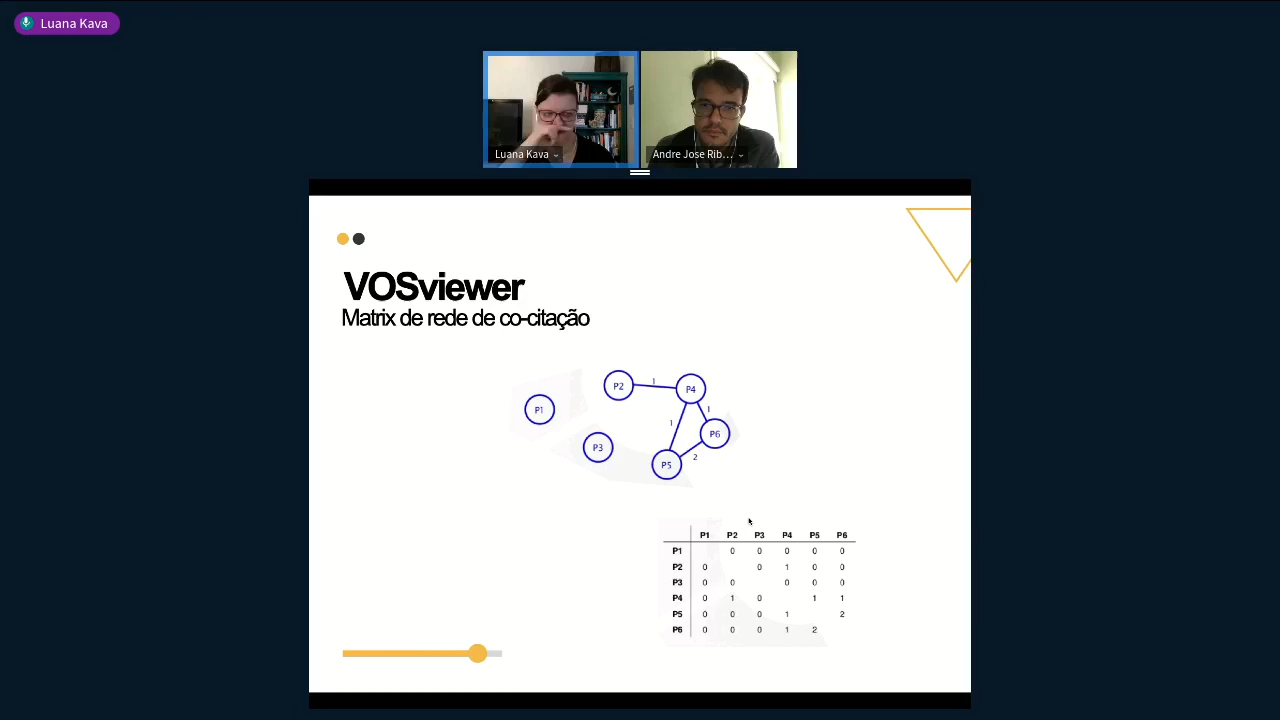 Luana Kava
Luana Kava
Andre Jose Rib...
VOSviewer
Matrix de rede de co-citação
P2
1
P4
P1
1
1
P6
P3
2
P5
P1 P2 P3 P4 P5 P6
P1 0 0 0 0 0
P2 0 0 1 0 0
P3 0 0 0 0 0
P4 0 1 0 1 1
P5 0 0 0 1 2
P6 0 0 0 1 2